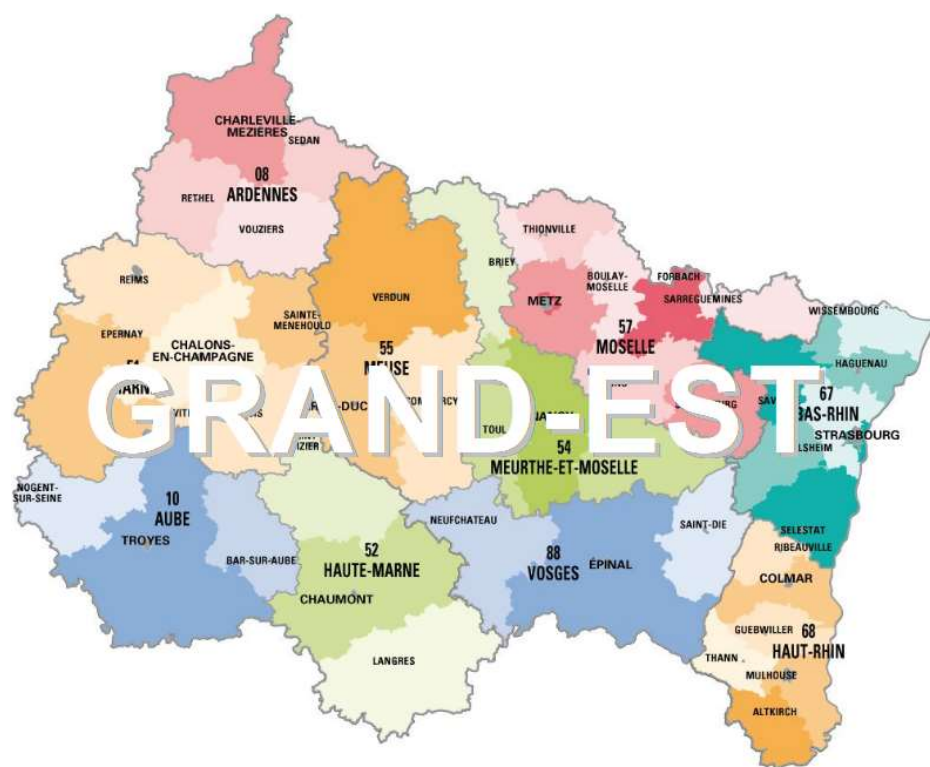 CHARLEVILLE-
MEZIÈRES
SEDAN
08
ARDENNES
RETHEL
VOUZIERS
THIONVILLE
BRIEY
REIMS
BOULAY-
MOSELLE
FORBACH
METZ
SARREGUEMINES
VERDUN
WISSEMBOURG
SAINTE-
MENEHOULD
EPERNAY
CHALONS-
EN-CHAMPAGNE
57
MOSELLE
55
MEUSE
HAGUENAU
67
BAS-RHIN
GRAND-EST
TOUL
STRASBOURG
54
MEURTHE-ET-MOSELLE
NOGENT-
SUR-SEINE
10
AUBE
TROYES
NEUFCHATEAU
SAINT-DIE
SELESTAT
RIBEAUVILLE
BAR-SUR-AUBE
52
HAUTE-MARNE
88
VOSGES
ÉPINAL
COLMAR
CHAUMONT
GUEBWILLER
68
HAUT-RHIN
LANGRES
THANN
MULHOUSE
ALTKIRCH